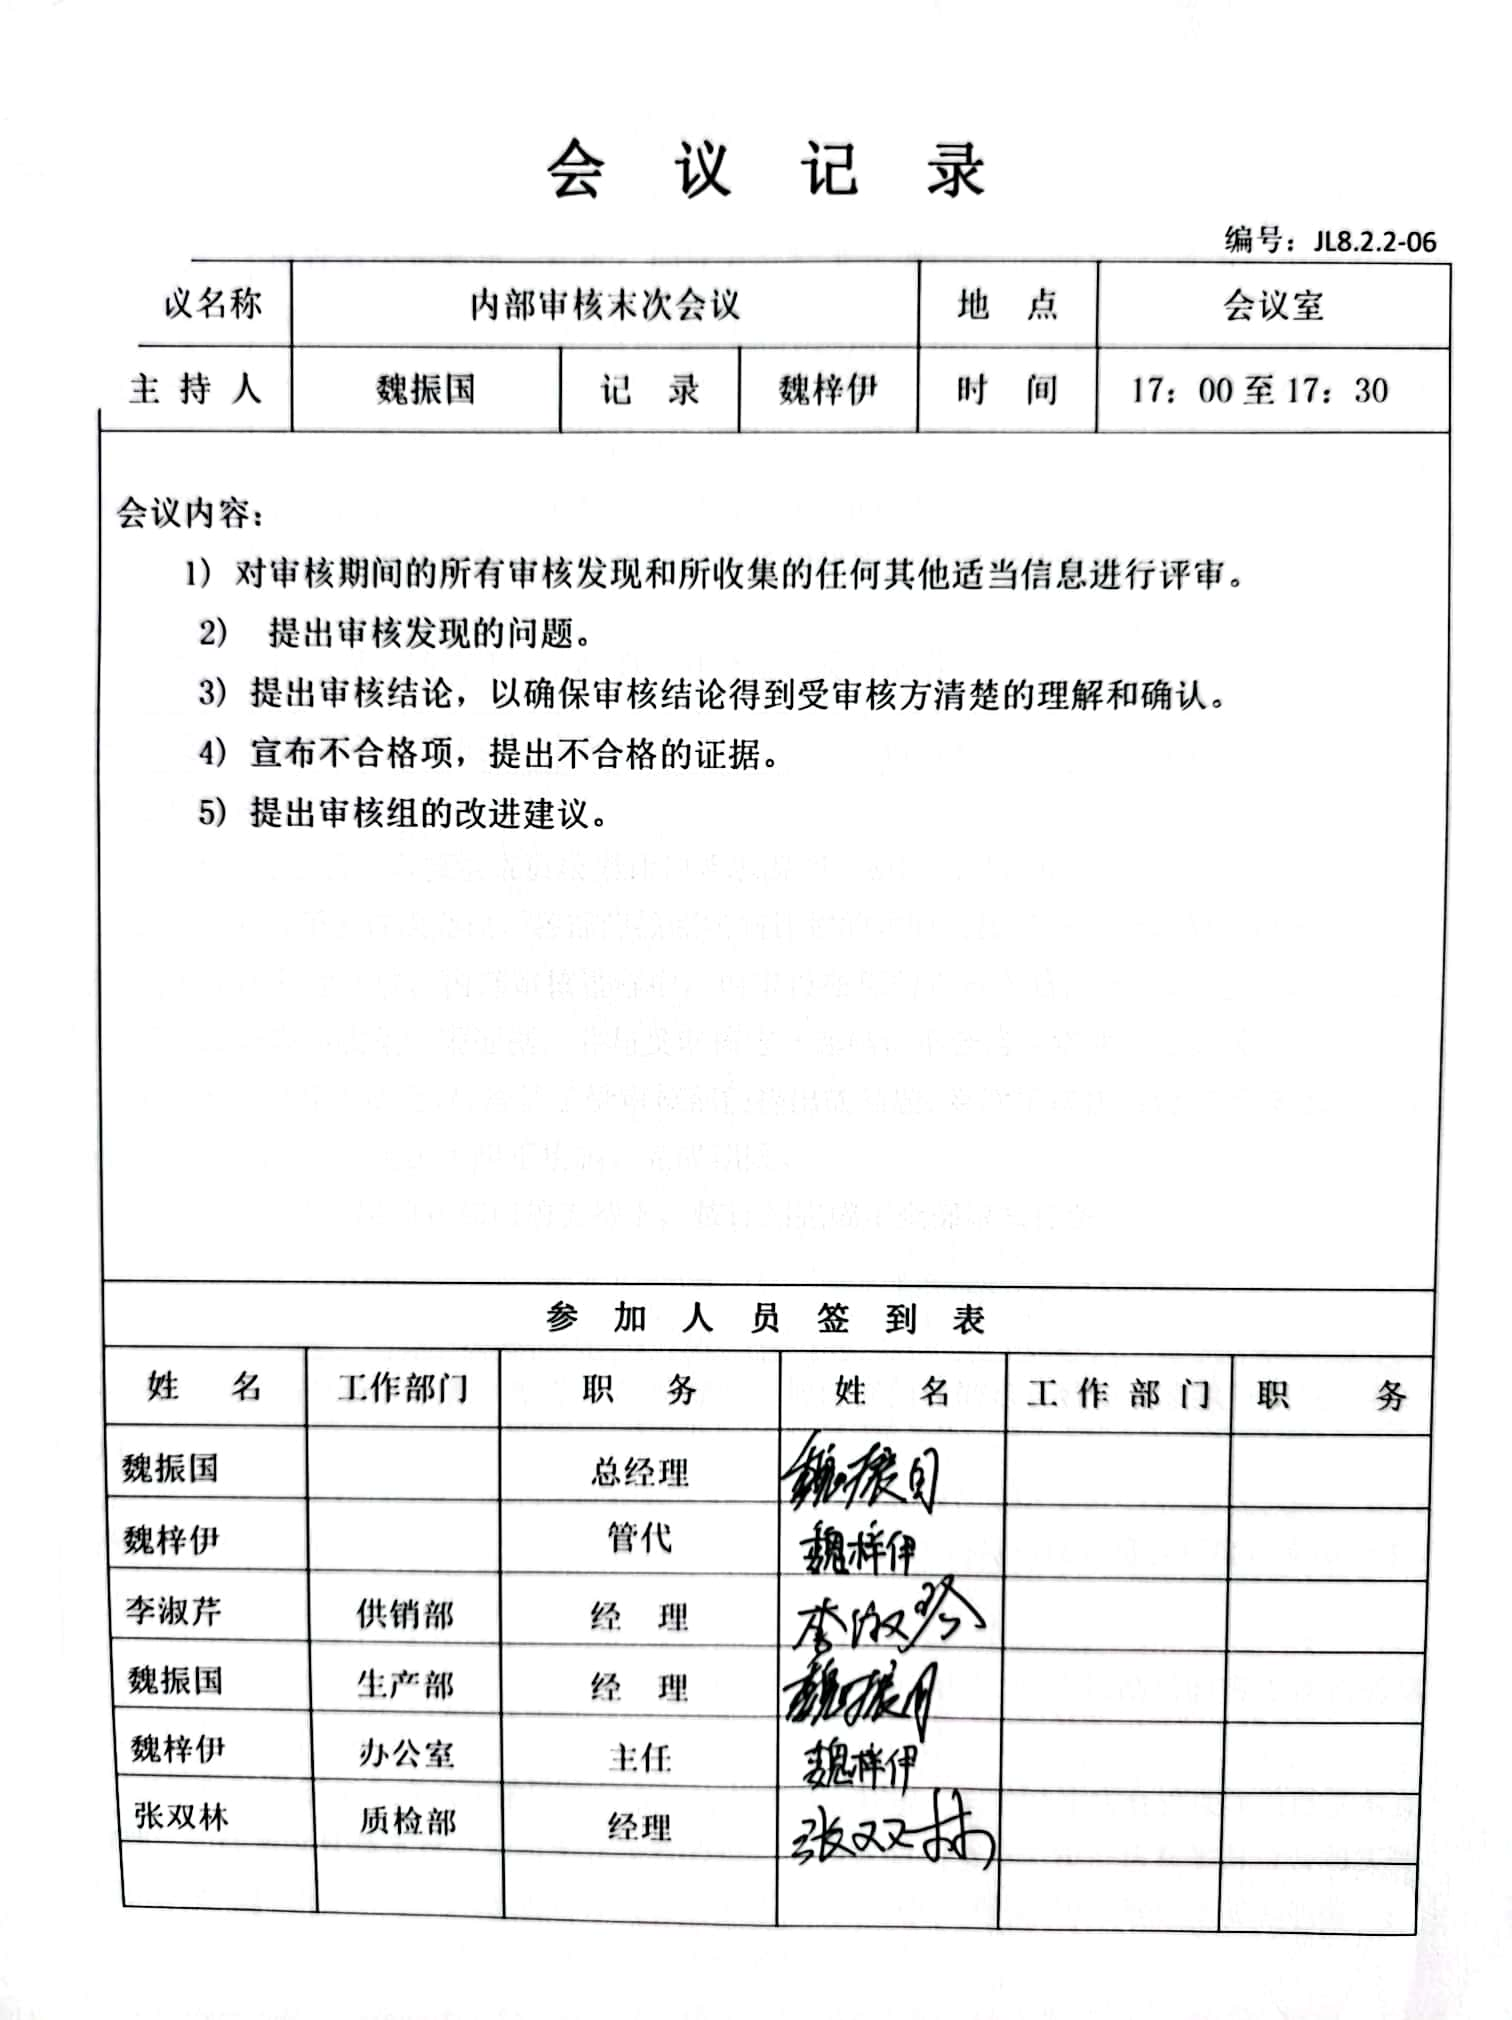 会 议 记 录
编号：JL8.2.2-06
议名称 内部审核末次会议 地 点 会议室
主 持 人 魏振国 记 录 魏梓伊 时 间 17：00 至 17：30
会议内容：
1) 对审核期间的所有审核发现和所收集的任何其他适当信息进行评审。
2) 提出审核发现的问题。
3) 提出审核结论，以确保审核结论得到受审核方清楚的理解和确认。
4) 宣布不合格项，提出不合格的证据。
5) 提出审核组的改进建议。
参 加 人 员 签 到 表
姓 名 工作部门 职 务 姓 名 工 作 部 门 职 务
魏振国 总经理 魏振国
魏梓伊 管代 魏梓伊
李淑芹 供销部 经 理 李淑芹
魏振国 生产部 经 理 魏振国
魏梓伊 办公室 主任 魏梓伊
张双林 质检部 经理 张双林